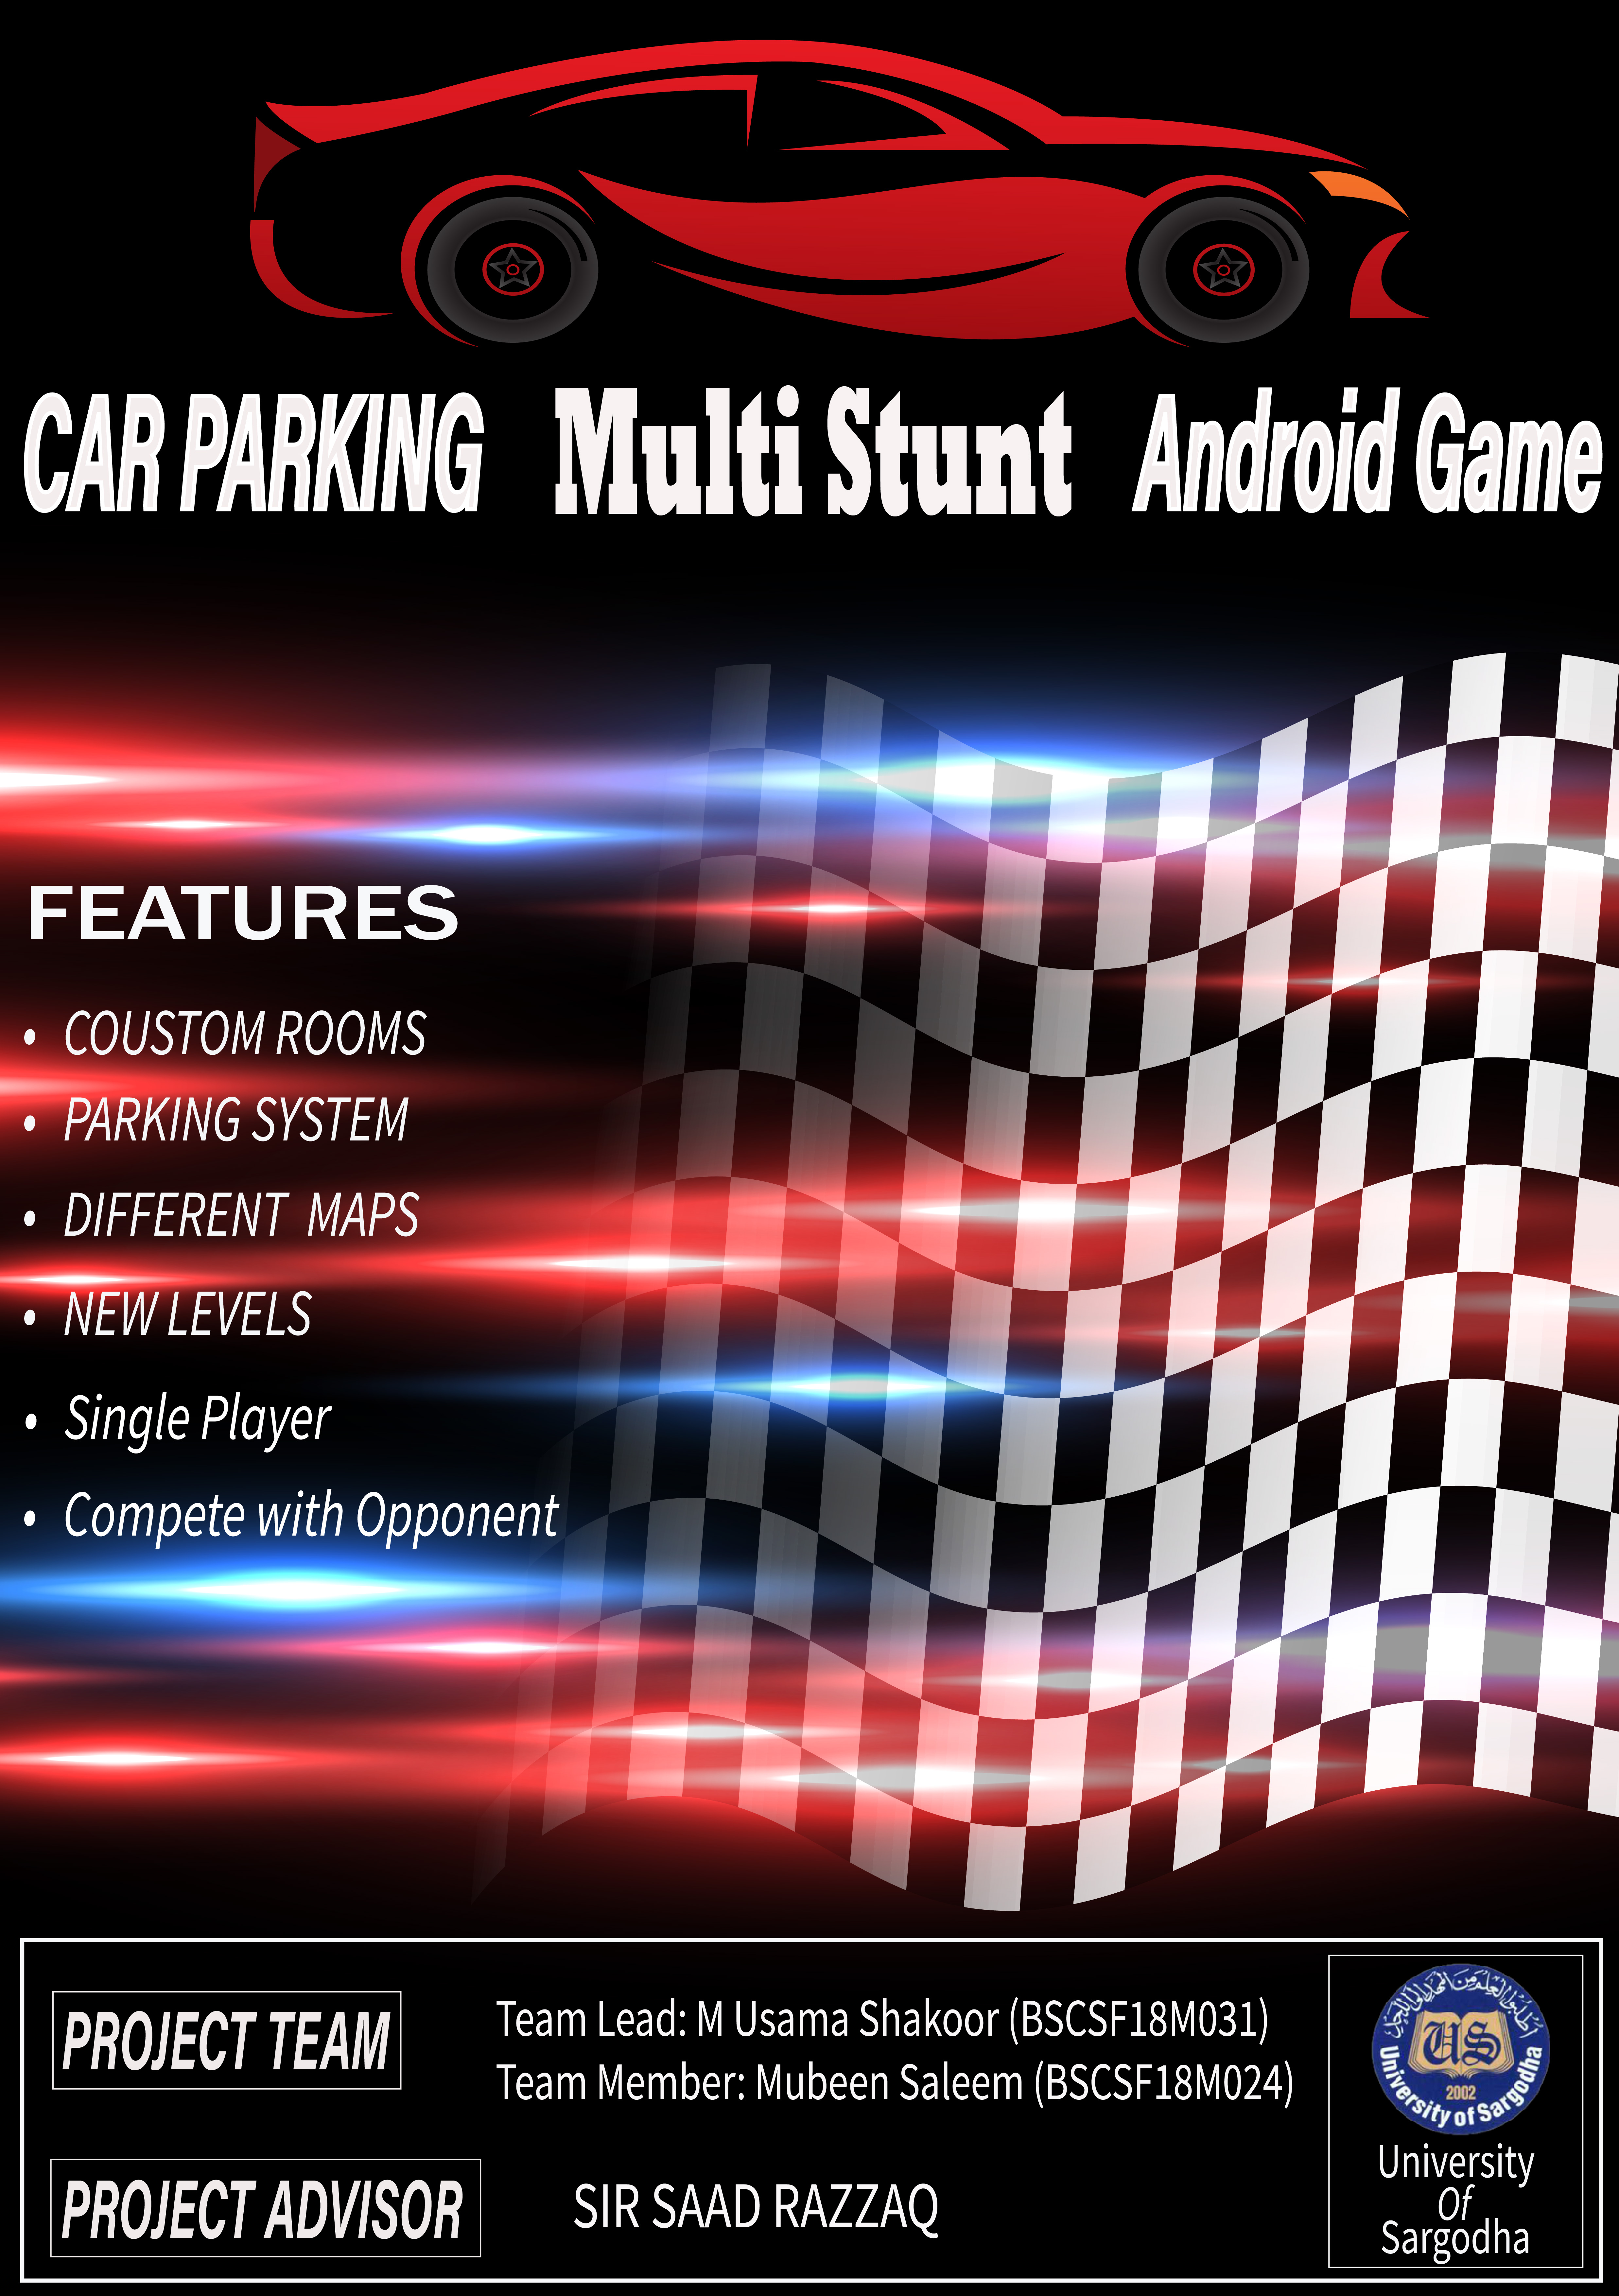 CAR PARKING Multi Stunt Android Game
FEATURES
• COUSTOM ROOMS
• PARKING SYSTEM
• DIFFERENT MAPS
• NEW LEVELS
• Single Player
• Compete with Opponent
PROJECT TEAM
Team Lead: M Usama Shakoor (BSCSF18M031)
Team Member: Mubeen Saleem (BSCSF18M024)
PROJECT ADVISOR
SIR SAAD RAZZAQ
US
2002
University of Sargodha
University
Of
Sargodha